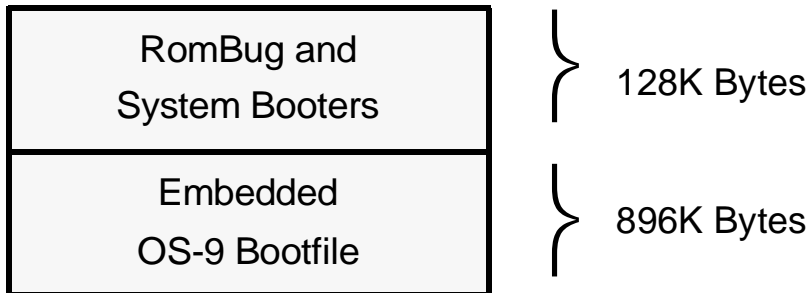 RomBug and
System Booters
128K Bytes
Embedded
OS-9 Bootfile
896K Bytes